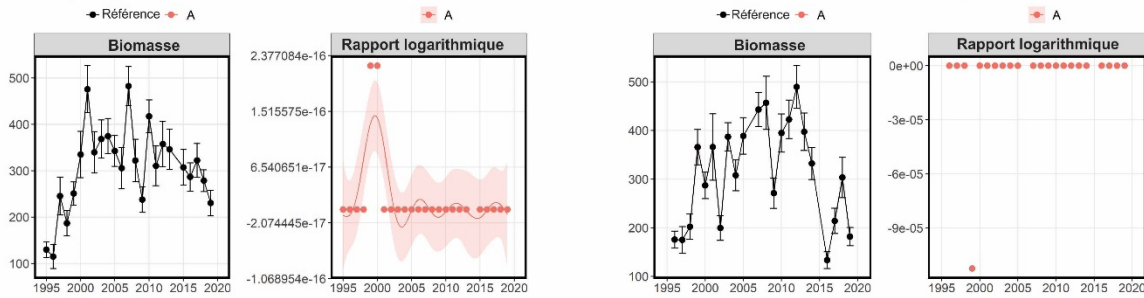 Référence A
A
Référence A
A
Biomasse
Rapport logarithmique
Biomasse
Rapport logarithmique
500
400
300
200
100
2.377084e-16
1.515575e-16
6.540651e-17
-2.074445e-17
-1.068954e-16
500
400
300
200
100
0e+00
-3e-05
-6e-05
-9e-05
1995 2000 2005 2010 2015 2020
1995 2000 2005 2010 2015 2020
1995 2000 2005 2010 2015 2020
1995 2000 2005 2010 2015 2020